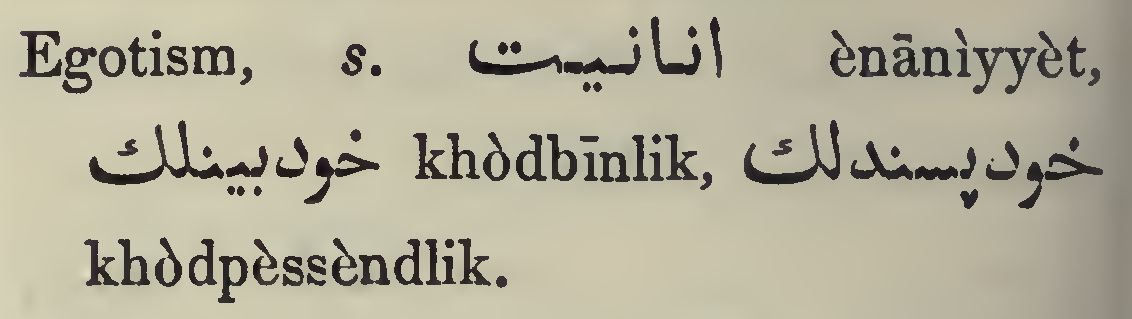 Egotism, s. انانيت ènānìyyèt,
خودبينلك khòdbīnlik, خودپسندلك
khòdpèssèndlik.